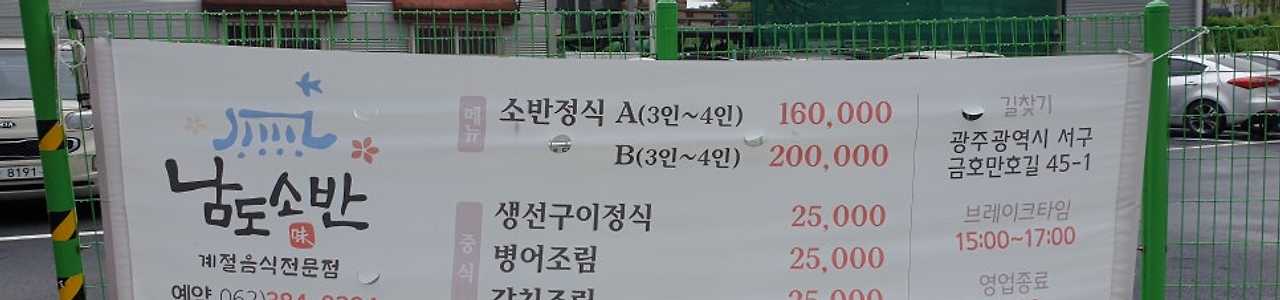 남도소반
味
계절음식전문점
예약 062)384-
메뉴
소반정식 A(3인~4인) 160,000
B(3인~4인) 200,000
중식
생선구이정식 25,000
병어조림 25,000
갈치조림 25,000
길찾기
광주광역시 서구
금호만호길 45-1
브레이크타임
15:00~17:00
영업종료
8191